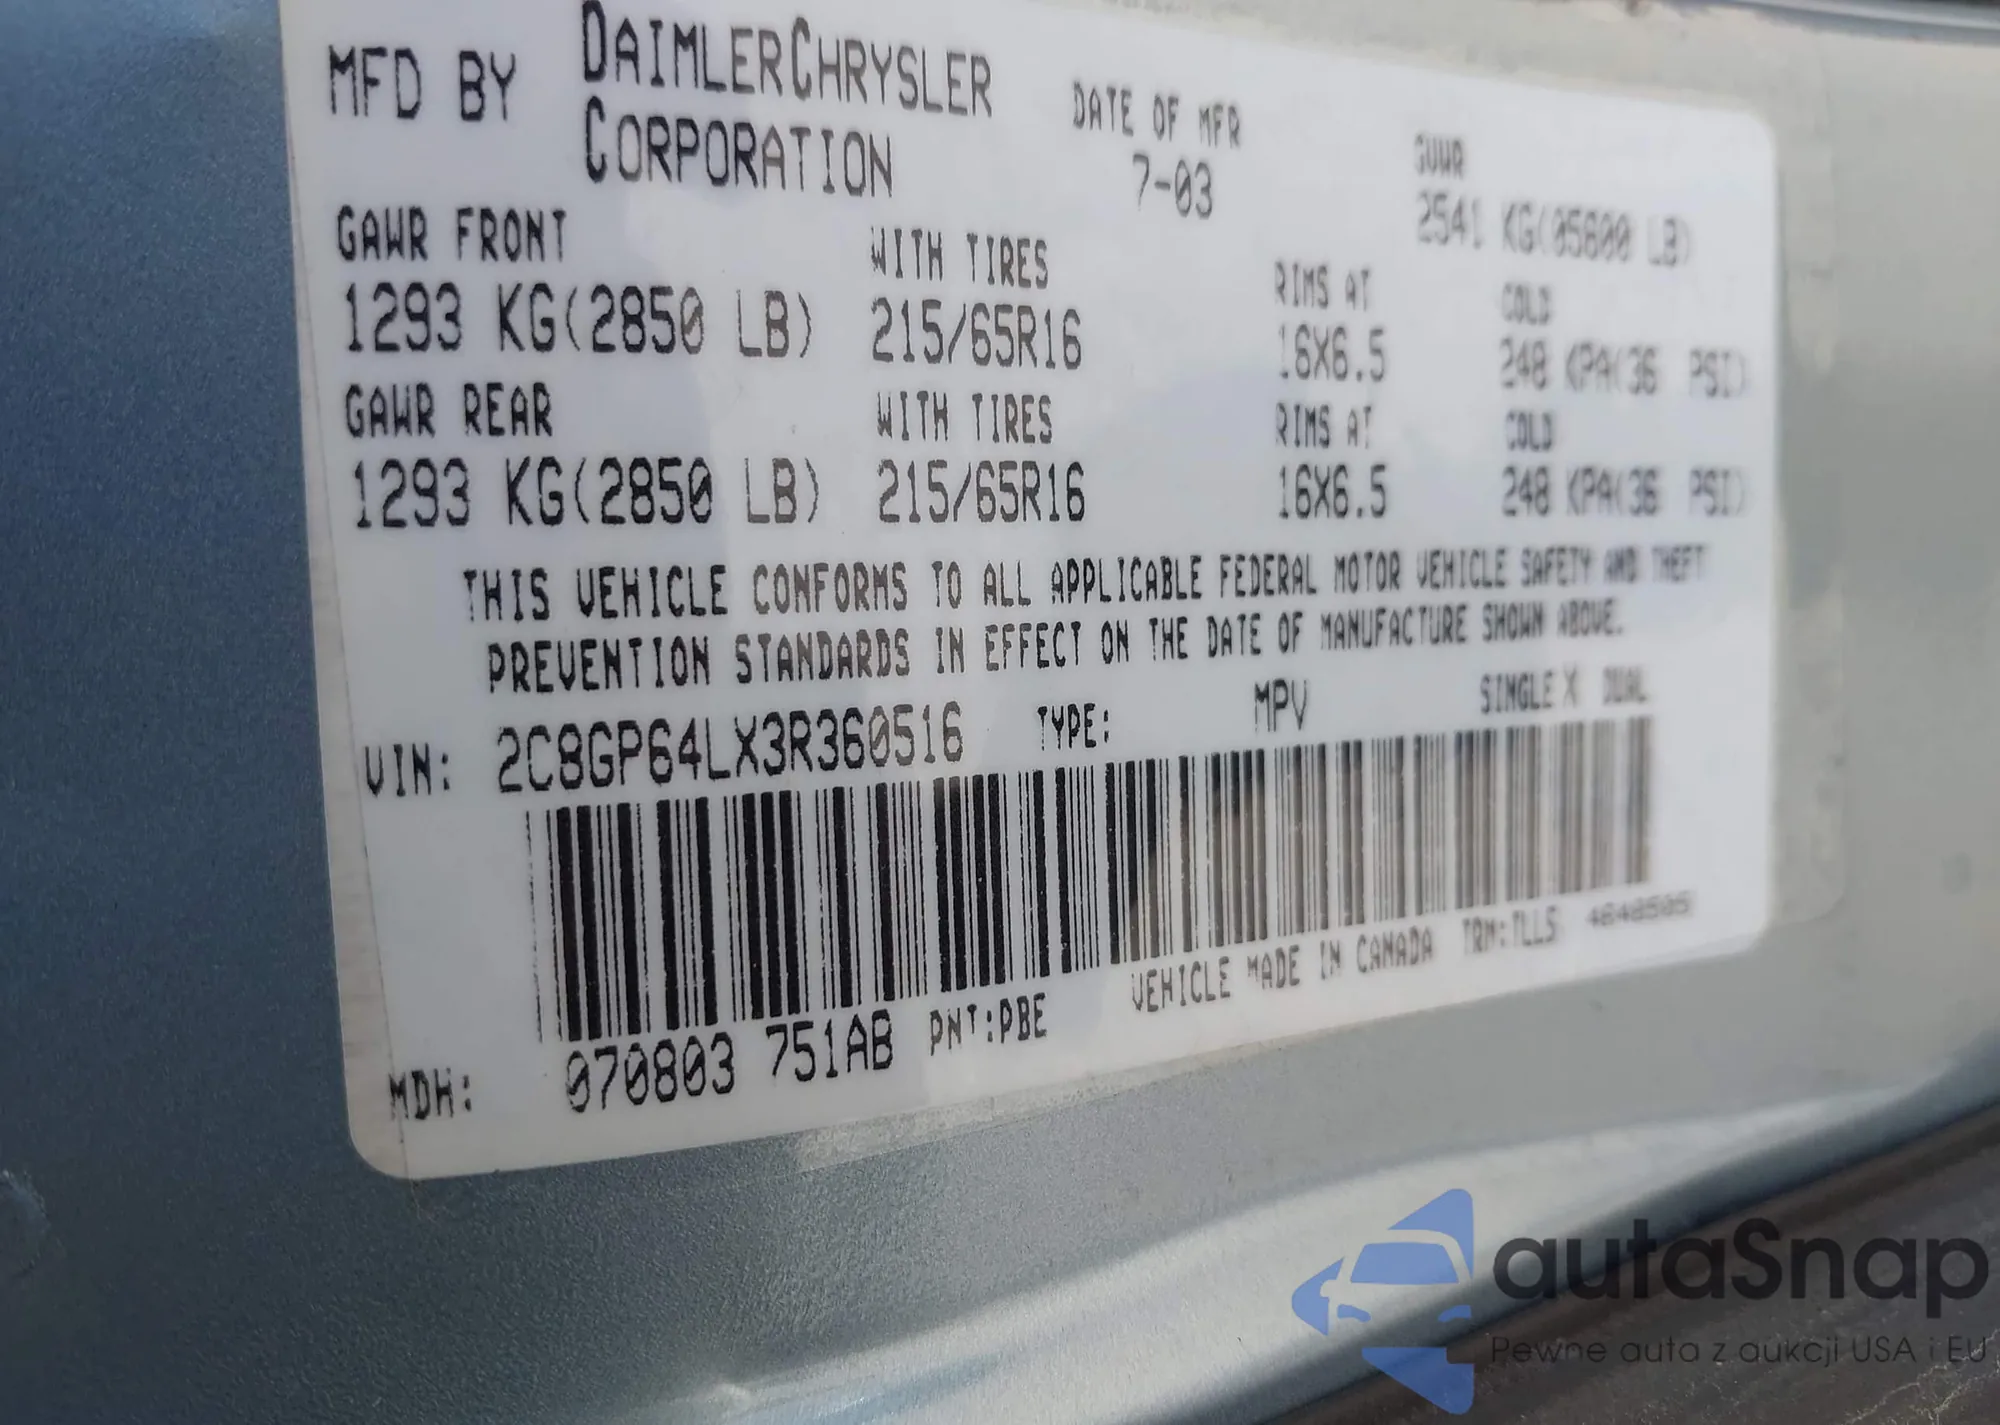 MFD BY DAIMLERCHRYSLER CORPORATION
DATE OF MFR
7-03
GVWR
2541 KG(05600 LB)
GAWR FRONT WITH TIRES RIMS AT COLD
1293 KG(2850 LB) 215/65R16 16X6.5 248 KPA(36 PSI)
GAWR REAR WITH TIRES RIMS AT COLD
1293 KG(2850 LB) 215/65R16 16X6.5 248 KPA(36 PSI)
THIS VEHICLE CONFORMS TO ALL APPLICABLE FEDERAL MOTOR VEHICLE SAFETY AND THEFT
PREVENTION STANDARDS IN EFFECT ON THE DATE OF MANUFACTURE SHOWN ABOVE.
VIN: 2C8GP64LX3R360516 TYPE: MPV SINGLE X DUAL
VEHICLE MADE IN CANADA TRM:TLLS
MDH: 070803 751AB PNT:PBE
autaSnap
Pewne auta z aukcji USA i EU